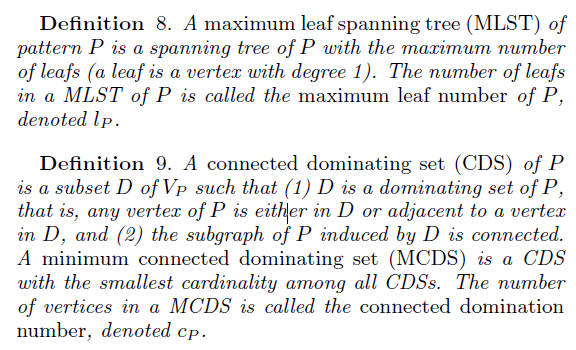 Definition 8. A maximum leaf spanning tree (MLST) of
pattern P is a spanning tree of P with the maximum number
of leafs (a leaf is a vertex with degree 1). The number of leafs
in a MLST of P is called the maximum leaf number of P,
denoted lP.
Definition 9. A connected dominating set (CDS) of P
is a subset D of VP such that (1) D is a dominating set of P,
that is, any vertex of P is either in D or adjacent to a vertex
in D, and (2) the subgraph of P induced by D is connected.
A minimum connected dominating set (MCDS) is a CDS
with the smallest cardinality among all CDSs. The number
of vertices in a MCDS is called the connected domination
number, denoted cP.